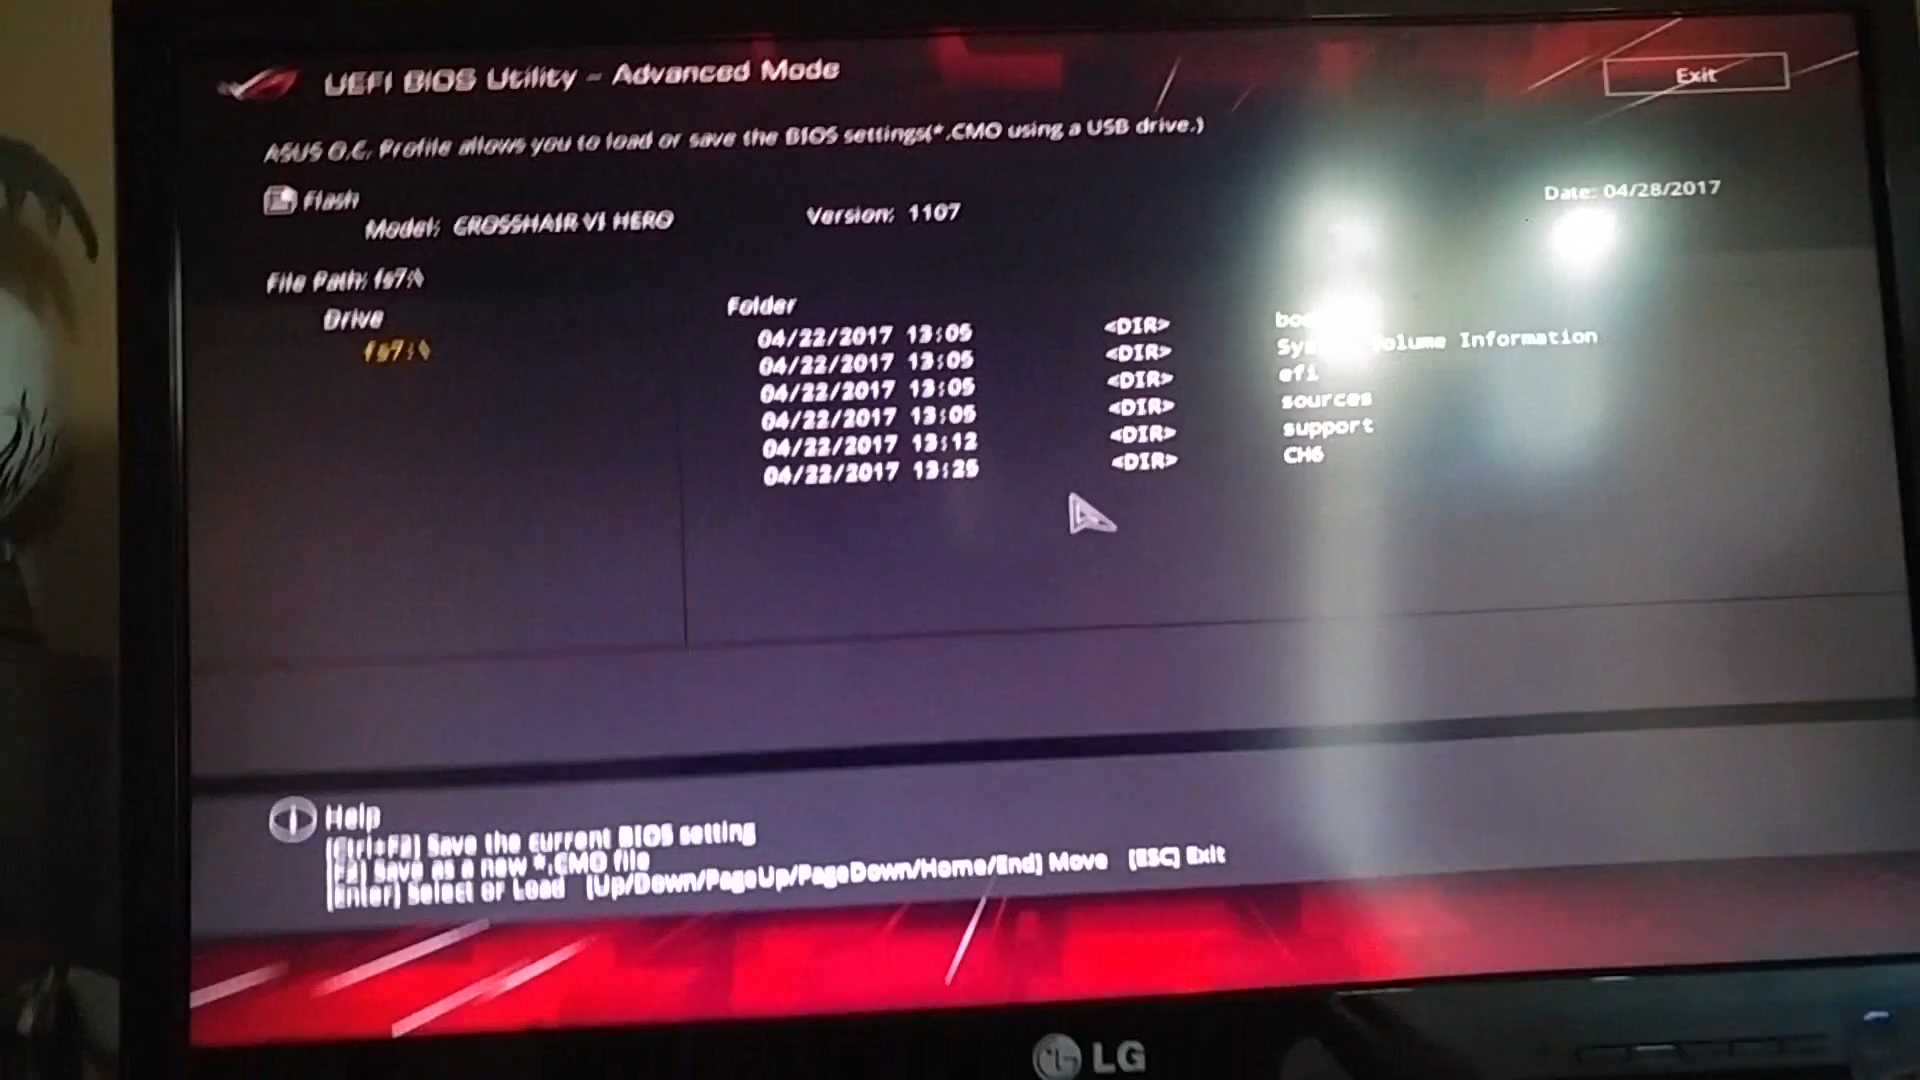 UEFI BIOS Utility – Advanced Mode
Exit
ASUS O.C. Profile allows you to load or save the BIOS settings(*.CMO using a USB drive.)
Flash
Model: CROSSHAIR VI HERO Version: 1107 Date: 04/28/2017
File Path: fs7:\
Drive Folder
fs7:\
04/22/2017 13:05 <DIR>
04/22/2017 13:05 <DIR> Volume Information
04/22/2017 13:05 <DIR> efi
04/22/2017 13:05 <DIR> sources
04/22/2017 13:12 <DIR> support
04/22/2017 13:25 <DIR> CH6
Help
[Ctrl+F2] Save the current BIOS setting
[F2] Save as a new *.CMO file
[Enter] Select or Load [Up/Down/PageUp/PageDown/Home/End] Move [ESC] Exit
LG